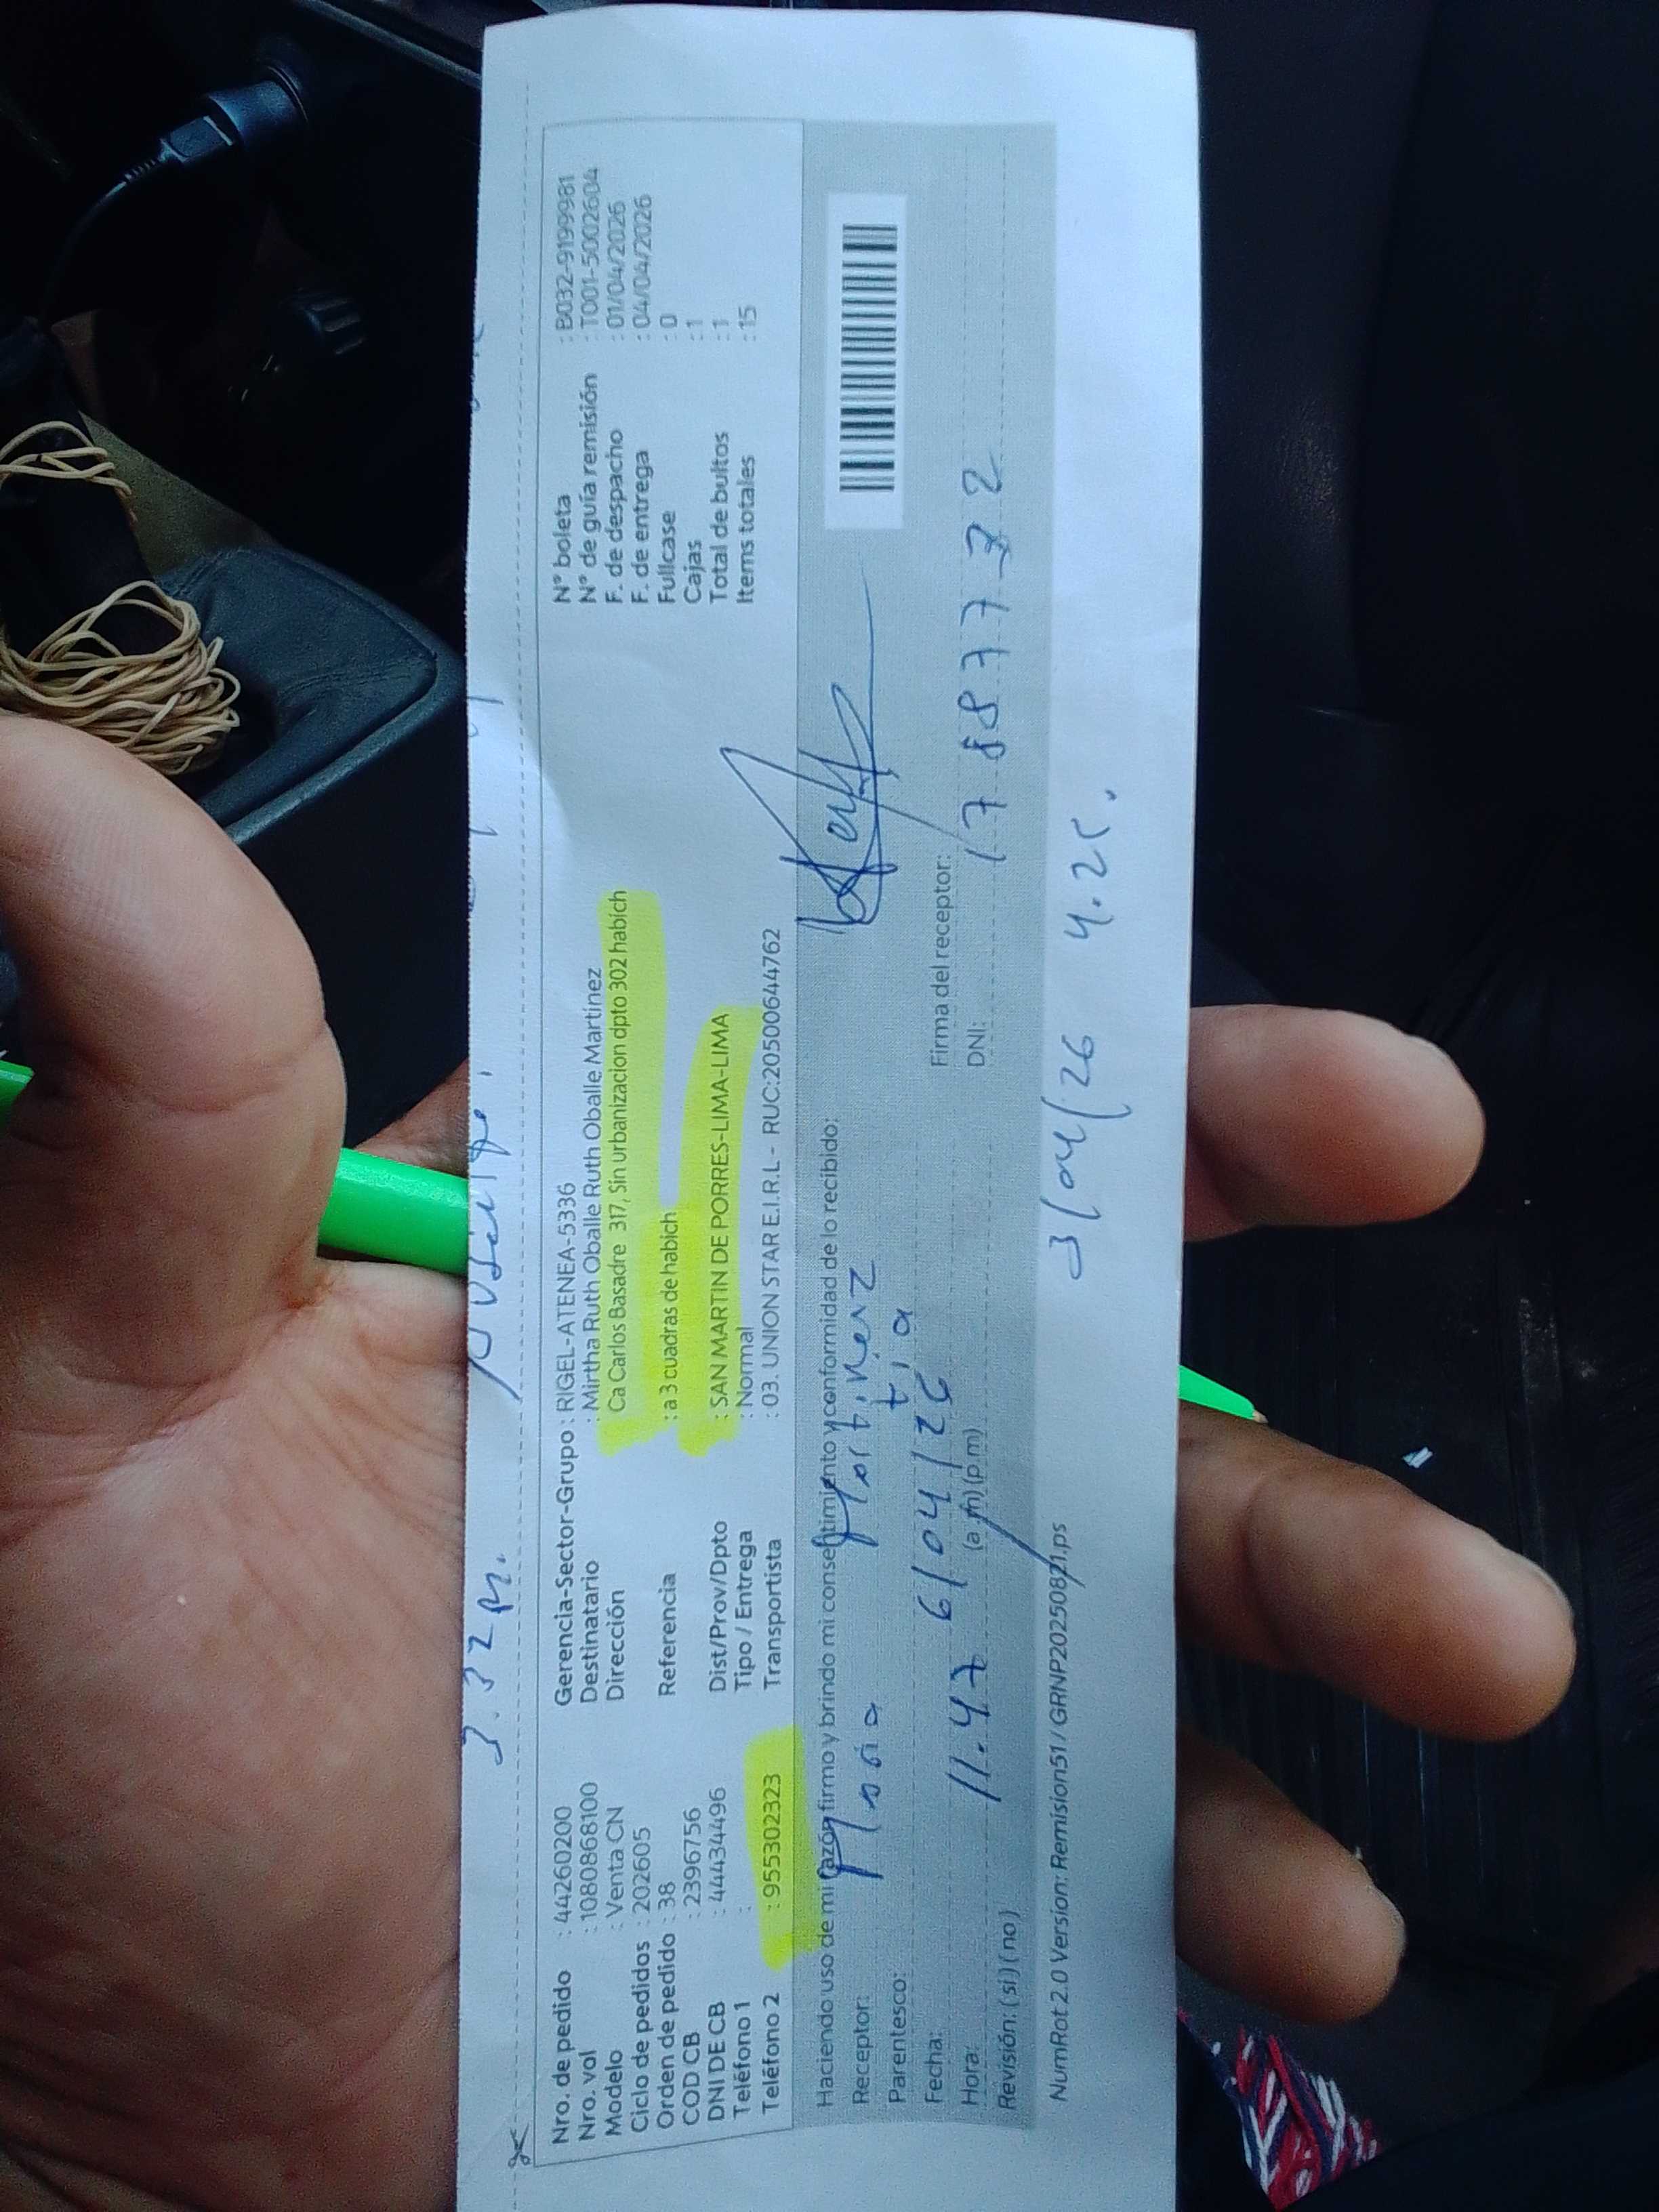 3.32 m.
Nro. de pedido : 44260200
Nro. val : 1080868100
Modelo : Venta CN
Ciclo de pedidos : 202605
Orden de pedido : 38
COD CB : 2396756
DNI DE CB : 44434496
Teléfono 1 :
Teléfono 2 : 955302323
Gerencia-Sector-Grupo : RIGEL-ATENEA-5336
Destinatario : Mirtha Ruth Oballe Ruth Oballe Martinez
Dirección Ca Carlos Basadre 317, Sin urbanizacion dpto 302 habich
Referencia : a 3 cuadras de habich
Dist/Prov/Dpto : SAN MARTIN DE PORRES-LIMA-LIMA
Tipo / Entrega : Normal
Transportista : 03. UNION STAR E.I.R.L - RUC:20500644762
N° boleta : B032-9199981
N° de guía remisión : T001-5002604
F. de despacho : 01/04/2026
F. de entrega : 04/04/2026
Fullcase : 0
Cajas : 1
Total de bultos : 1
Items totales : 15
Haciendo uso de mi razón firmo y brindo mi consentimiento y conformidad de lo recibido:
Receptor: Martinez
Parentesco: tia
Fecha: 6/04/26
Hora: 11.47 (a.m) (p.m)
Revisión: (si) (no)
Firma del receptor:
DNI: 17887772
NumRot 2.0 Version: Remision51 / GRNP20250821.ps
3/04/26 4.25.